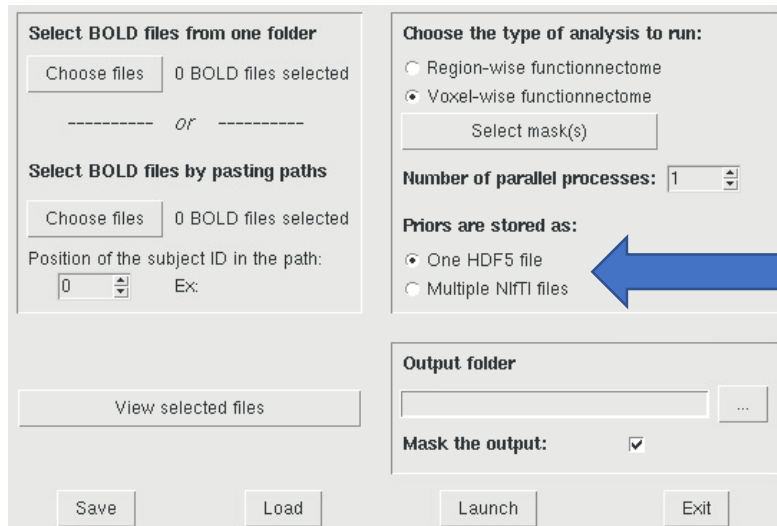 Select BOLD files from one folder
Choose files 0 BOLD files selected
---------- or ----------
Select BOLD files by pasting paths
Choose files 0 BOLD files selected
Position of the subject ID in the path:
0 Ex:
View selected files
Choose the type of analysis to run:
Region-wise functionnectome
Voxel-wise functionnectome
Select mask(s)
Number of parallel processes: 1
Priors are stored as:
One HDF5 file
Multiple NIfTI files
Output folder
...
Mask the output:
Save Load Launch Exit